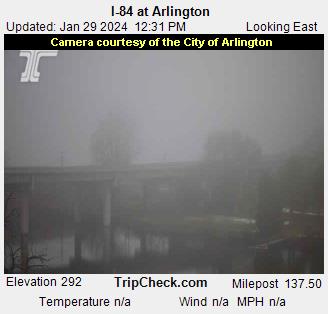 I-84 at Arlington
Updated: Jan 29 2024 12:31 PM Looking East
Camera courtesy of the City of Arlington
Elevation 292 TripCheck.com Milepost 137.50
Temperature n/a Wind n/a MPH n/a